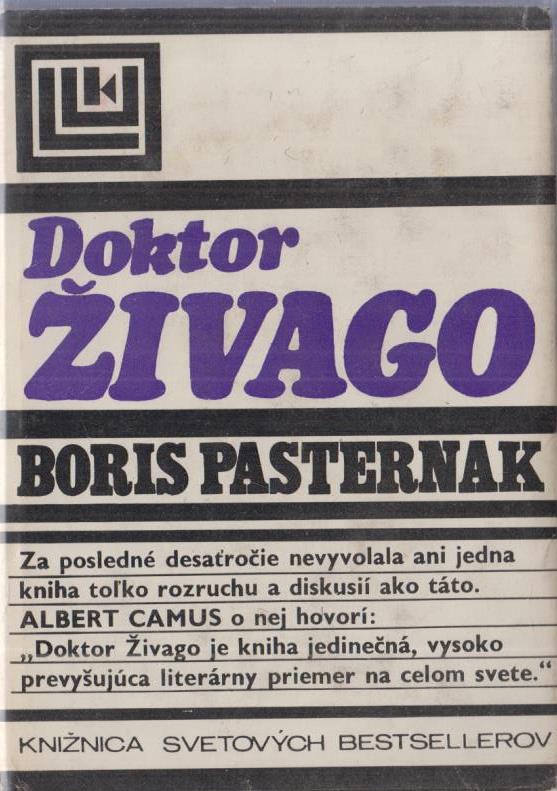 Doktor
ŽIVAGO
BORIS PASTERNAK
Za posledné desaťročie nevyvolala ani jedna
kniha toľko rozruchu a diskusií ako táto.
ALBERT CAMUS o nej hovorí:
„Doktor Živago je kniha jedinečná, vysoko
prevyšujúca literárny priemer na celom svete.“
KNIŽNICA SVETOVÝCH BESTSELLEROV